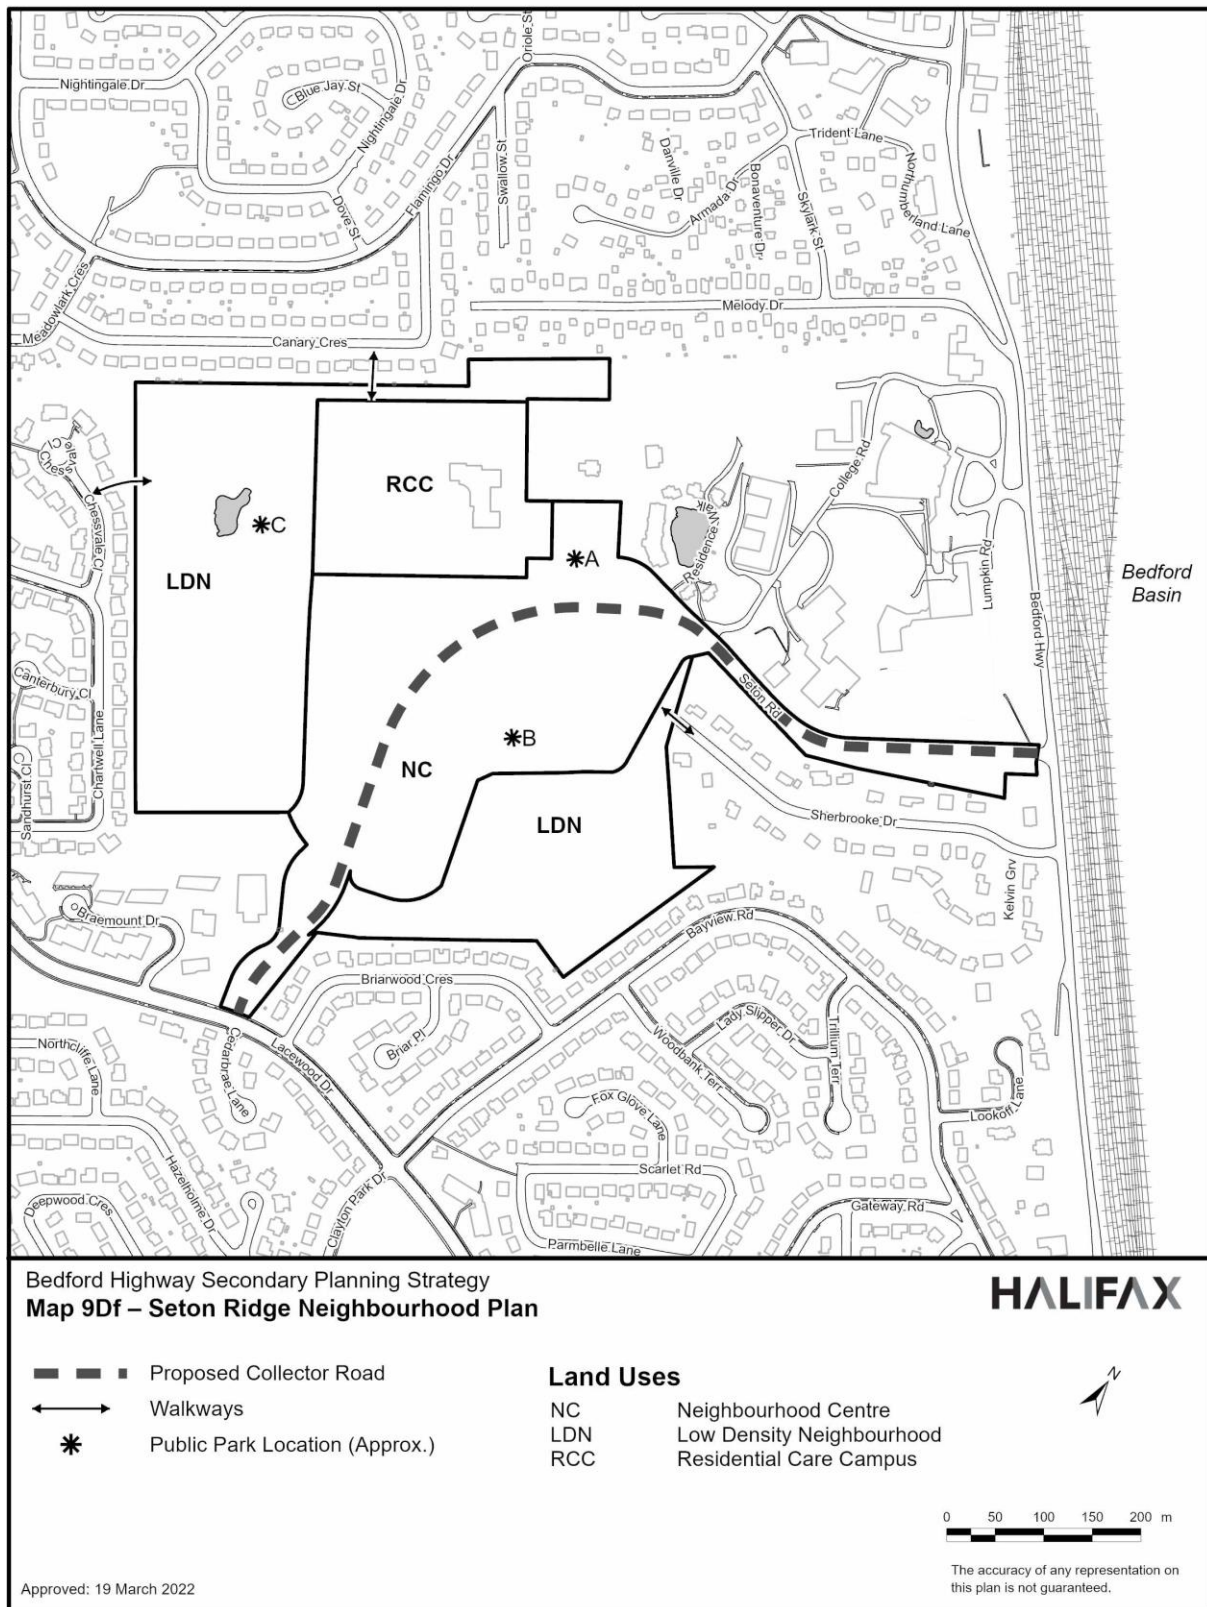 Oriole St
Nightingale Dr
Blue Jay St
Nightingale Dr
Flamingo Dr
Swallow St
Danville Dr
Armada Dr
Bonaventure Dr
Trident Lane
Northumberland Lane
Skylark St
Dove St
Meadowlark Cres
Canary Cres
Melody Dr
Chessvale Cl
Chessvale Cl
RCC
C
A
LDN
College Rd
Residence Walk
Lumpkin Rd
Bedford Hwy
Bedford
Basin
Canterbury Cl
Chartwell Lane
Sandhurst Cl
Seton Rd
B
NC
LDN
Sherbrooke Dr
Kelvin Grv
Braemount Dr
Bayview Rd
Briarwood Cres
Briar Pl
Lacewood Dr
Cedarbrae Lane
Northcliffe Lane
Woodbank Terr
Lady Slipper Dr
Trillium Terr
Lookoff Lane
Fox Glove Lane
Scarlet Rd
Hazelholme Dr
Deepwood Cres
Clayton Park Dr
Parmbelle Lane
Gateway Rd
Bedford Highway Secondary Planning Strategy
Map 9Df – Seton Ridge Neighbourhood Plan
HALIFAX
Proposed Collector Road
Walkways
Public Park Location (Approx.)
Land Uses
NC Neighbourhood Centre
LDN Low Density Neighbourhood
RCC Residential Care Campus
N
0 50 100 150 200 m
The accuracy of any representation on
this plan is not guaranteed.
Approved: 19 March 2022